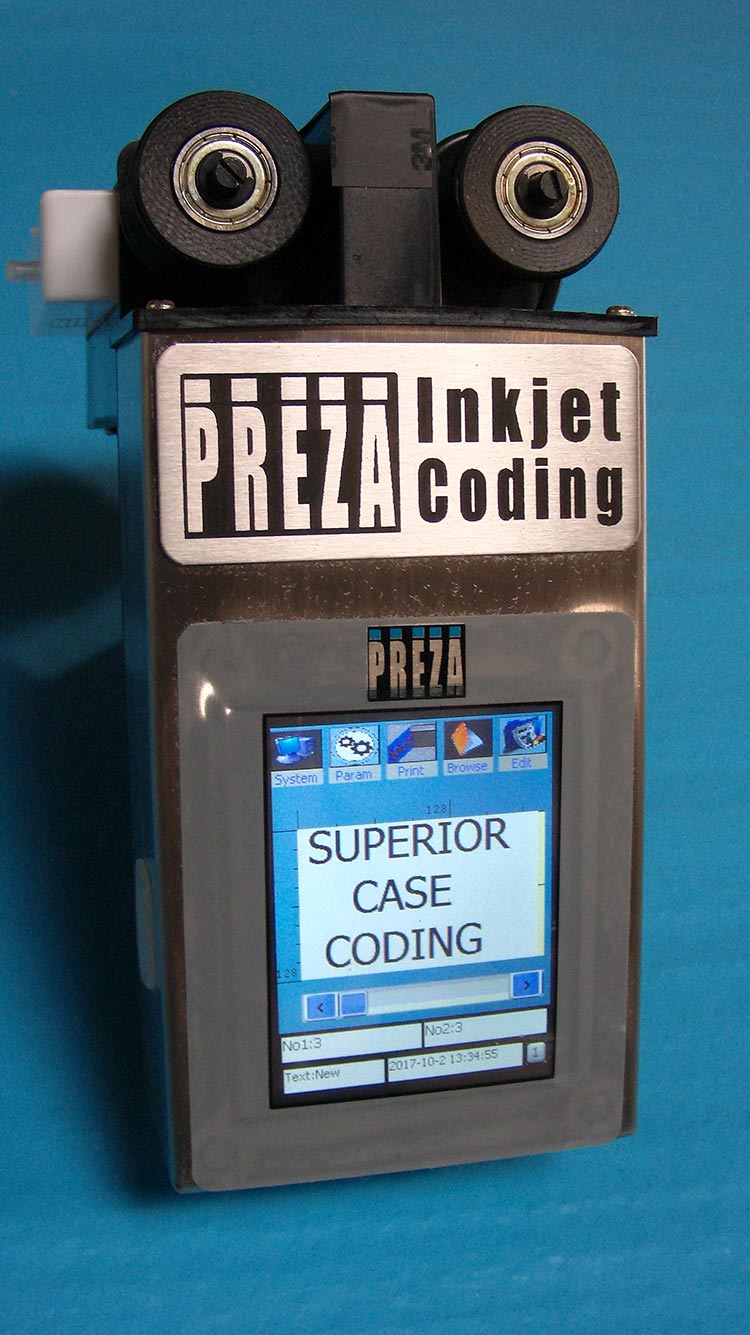 3M
PREZA Inkjet
Coding
PREZA
System Param Print Browse Edit
128
SUPERIOR
CASE
CODING
128
No1:3 No2:3
Text:New 2017-10-2 13:34:55 1